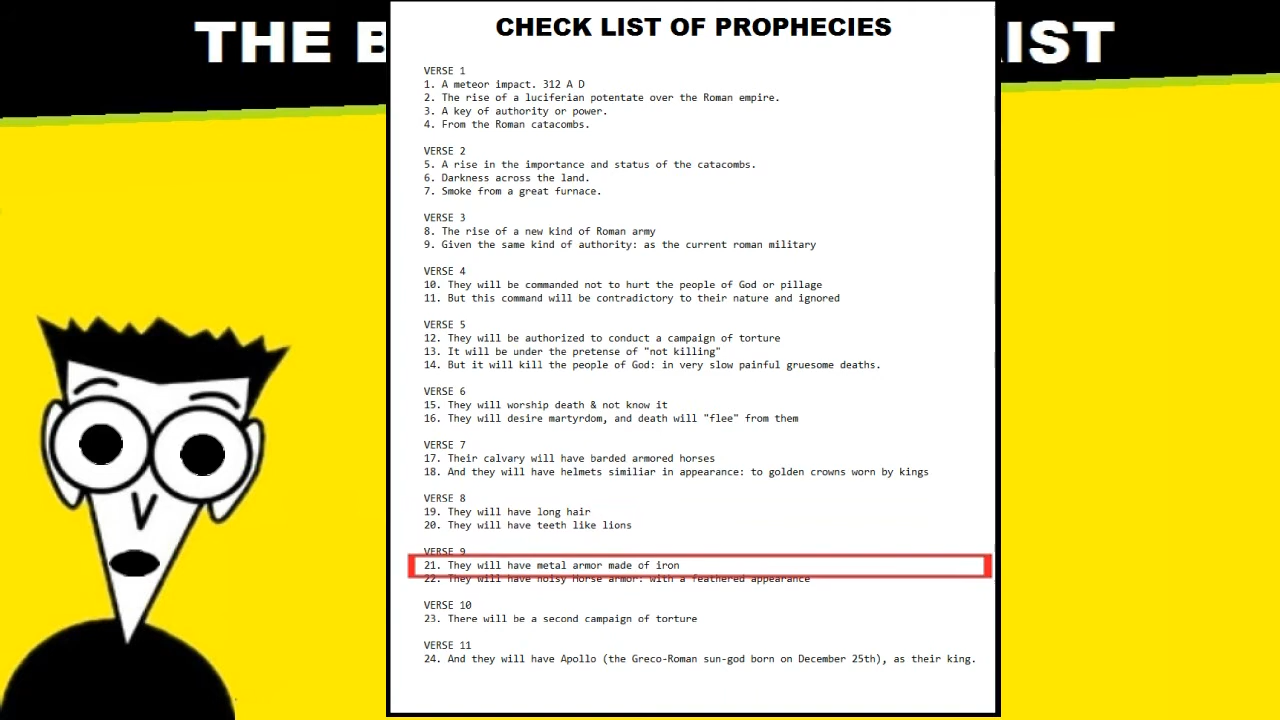 THE B
IST
CHECK LIST OF PROPHECIES
VERSE 1
1. A meteor impact. 312 A D
2. The rise of a luciferian potentate over the Roman empire.
3. A key of authority or power.
4. From the Roman catacombs.
VERSE 2
5. A rise in the importance and status of the catacombs.
6. Darkness across the land.
7. Smoke from a great furnace.
VERSE 3
8. The rise of a new kind of Roman army
9. Given the same kind of authority: as the current roman military
VERSE 4
10. They will be commanded not to hurt the people of God or pillage
11. But this command will be contradictory to their nature and ignored
VERSE 5
12. They will be authorized to conduct a campaign of torture
13. It will be under the pretense of "not killing"
14. But it will kill the people of God: in very slow painful gruesome deaths.
VERSE 6
15. They will worship death & not know it
16. They will desire martyrdom, and death will "flee" from them
VERSE 7
17. Their calvary will have barded armored horses
18. And they will have helmets similiar in appearance: to golden crowns worn by kings
VERSE 8
19. They will have long hair
20. They will have teeth like lions
VERSE 9
21. They will have metal armor made of iron
22. They will have noisy Horse armor: with a feathered appearance
VERSE 10
23. There will be a second campaign of torture
VERSE 11
24. And they will have Apollo (the Greco-Roman sun-god born on December 25th), as their king.